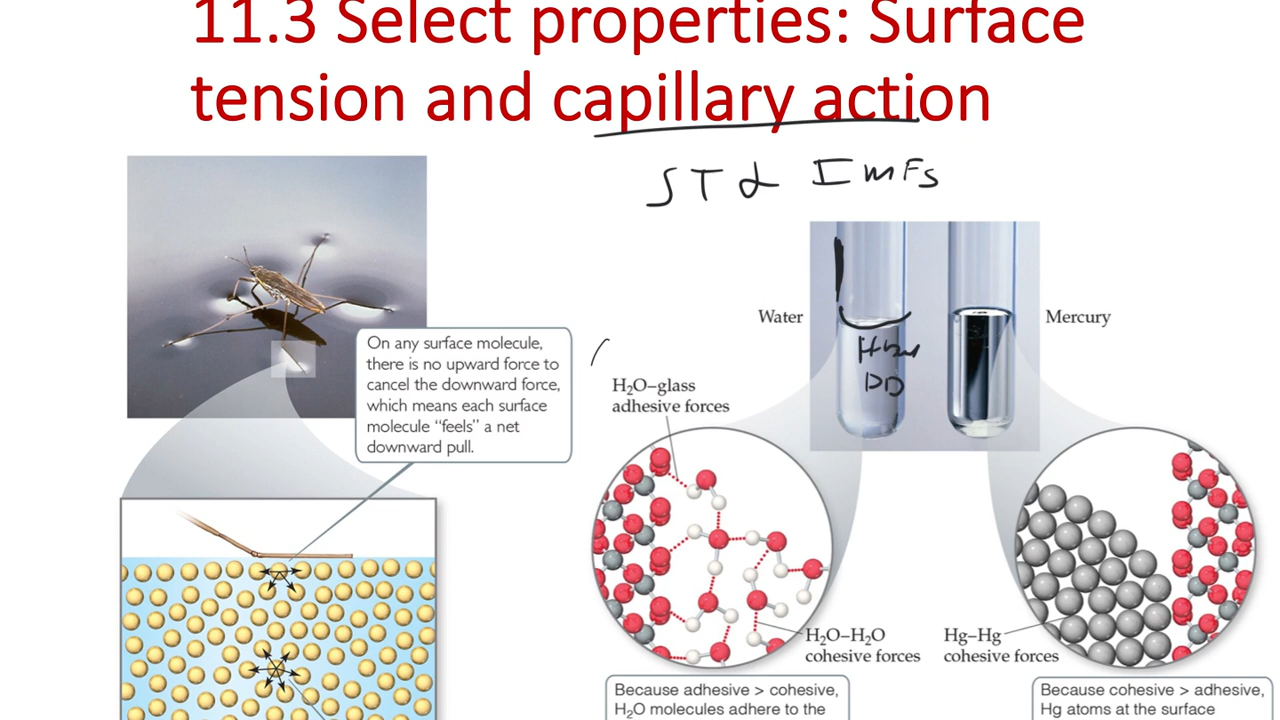 11.3 Select properties: Surface
tension and capillary action
ST α IMFs
Water
Mercury
H-bond
DD
On any surface molecule,
there is no upward force to
cancel the downward force,
which means each surface
molecule “feels” a net
downward pull.
H₂O–glass
adhesive forces
H₂O–H₂O
cohesive forces
Hg–Hg
cohesive forces
Because adhesive > cohesive,
H₂O molecules adhere to the
Because cohesive > adhesive,
Hg atoms at the surface